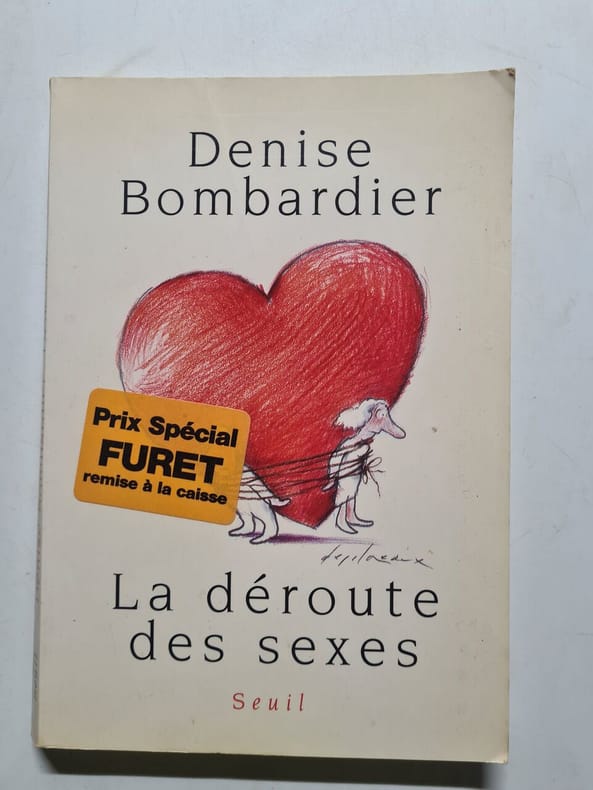 Denise
Bombardier
Prix Spécial
FURET
remise à la caisse
La déroute
des sexes
Seuil